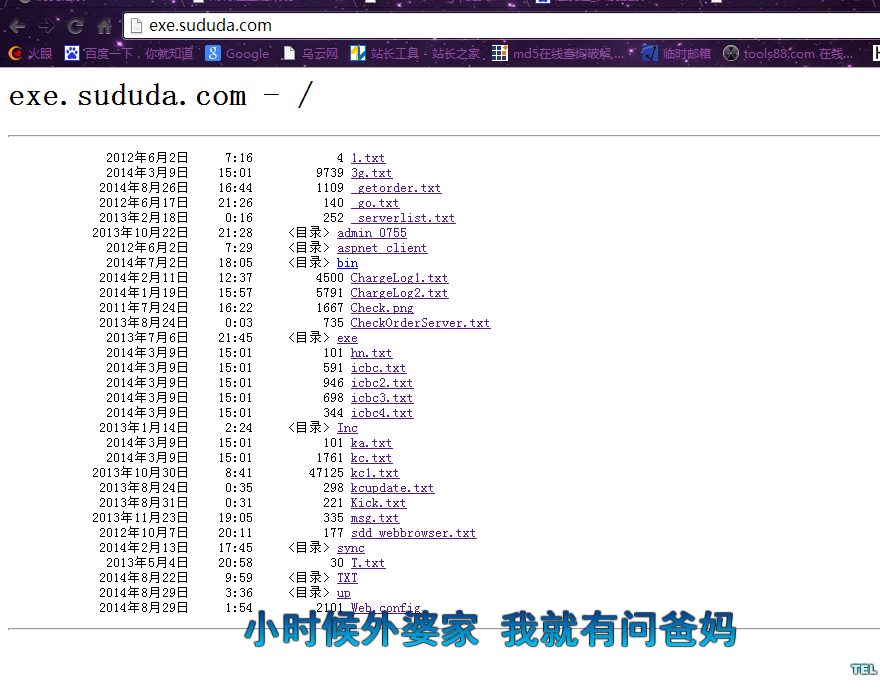 exe.sududa.com
火眼 百度一下，你就知道 Google 乌云网 站长工具 - 站长之家 md5在线查询破解,... 临时邮箱 tools88.com 在线...
exe.sududa.com - /
2012年6月2日 7:16 4 1.txt
2014年3月9日 15:01 9739 3g.txt
2014年8月26日 16:44 1109 _getorder.txt
2012年6月17日 21:26 140 _go.txt
2013年2月18日 0:16 252 _serverlist.txt
2013年10月22日 21:28 <目录> admin_0755
2012年6月2日 7:29 <目录> aspnet_client
2014年7月2日 18:05 <目录> bin
2014年2月11日 12:37 4500 ChargeLog1.txt
2014年1月19日 15:57 5791 ChargeLog2.txt
2011年7月24日 16:22 1667 Check.png
2013年8月24日 0:03 735 CheckOrderServer.txt
2013年7月6日 21:45 <目录> exe
2014年3月9日 15:01 101 hn.txt
2014年3月9日 15:01 591 icbc.txt
2014年3月9日 15:01 946 icbc2.txt
2014年3月9日 15:01 698 icbc3.txt
2014年3月9日 15:01 344 icbc4.txt
2013年1月14日 2:24 <目录> Inc
2014年3月9日 15:01 101 ka.txt
2014年3月9日 15:01 1761 kc.txt
2013年10月30日 8:41 47125 kc1.txt
2013年8月24日 0:35 298 kcupdate.txt
2013年8月31日 0:31 221 Kick.txt
2013年11月23日 19:05 335 msg.txt
2012年10月7日 20:11 177 sdd_webbrowser.txt
2014年2月13日 17:45 <目录> sync
2013年5月4日 20:58 30 T.txt
2014年8月22日 9:59 <目录> TXT
2014年8月29日 3:36 <目录> up
2014年8月29日 1:54 2101 Web.config
小时候外婆家 我就有问爸妈
TEL